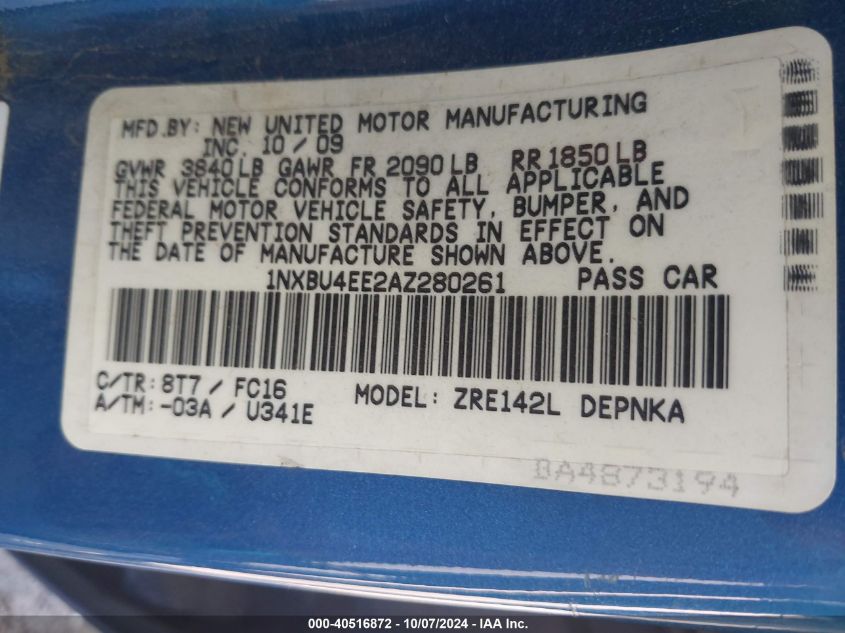 MFD.BY: NEW UNITED MOTOR MANUFACTURING
INC. 10 / 09
GVWR 3840 LB GAWR FR 2090 LB RR 1850 LB
THIS VEHICLE CONFORMS TO ALL APPLICABLE
FEDERAL MOTOR VEHICLE SAFETY, BUMPER, AND
THEFT PREVENTION STANDARDS IN EFFECT ON
THE DATE OF MANUFACTURE SHOWN ABOVE.
1NXBU4EE2AZ280261 PASS CAR
C/TR: 8T7 / FC16
A/TM: -03A / U341E
MODEL: ZRE142L DEPNKA
BA4873194
000-40516872 - 10/07/2024 - IAA Inc.